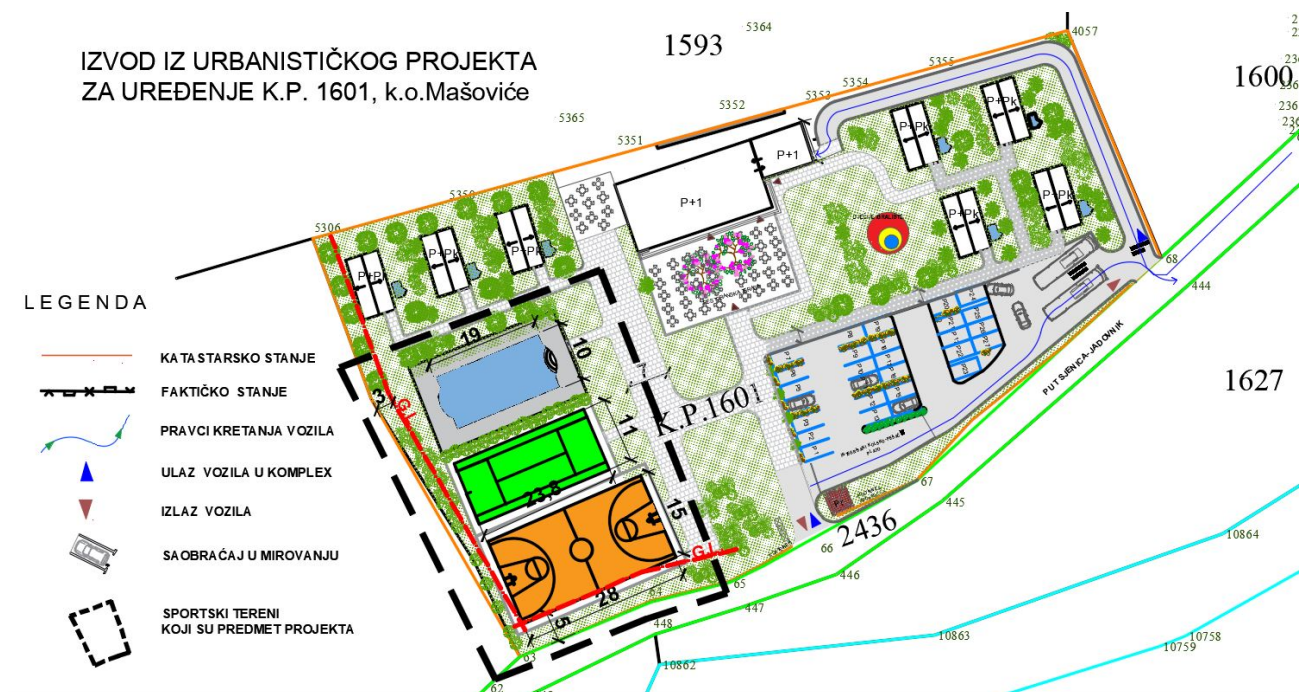 IZVOD IZ URBANISTIČKOG PROJEKTA
ZA UREĐENJE K.P. 1601, k.o.Mašoviće
1593
5364
4057
1600
5355
5354
5353
5352
5365
5351
5350
5306
P+1
P+1
P+Pk
P+Pk
P+Pk
P+Pk
P+Pk
P+Pk
P+Pk
LEGENDA
KATASTARSKO STANJE
FAKTIČKO STANJE
PRAVCI KRETANJA VOZILA
ULAZ VOZILA U KOMPLEX
IZLAZ VOZILA
SAOBRAĆAJ U MIROVANJU
SPORTSKI TERENI
KOJI SU PREDMET PROJEKTA
19
10
3
G.L.
11
23,8
15
28
5
G.L.
K.P.1601
PUT SJENICA-JADOVNIK
1627
2436
68
444
67
445
66
446
65
447
64
448
63
62
10864
10863
10862
10758
10759